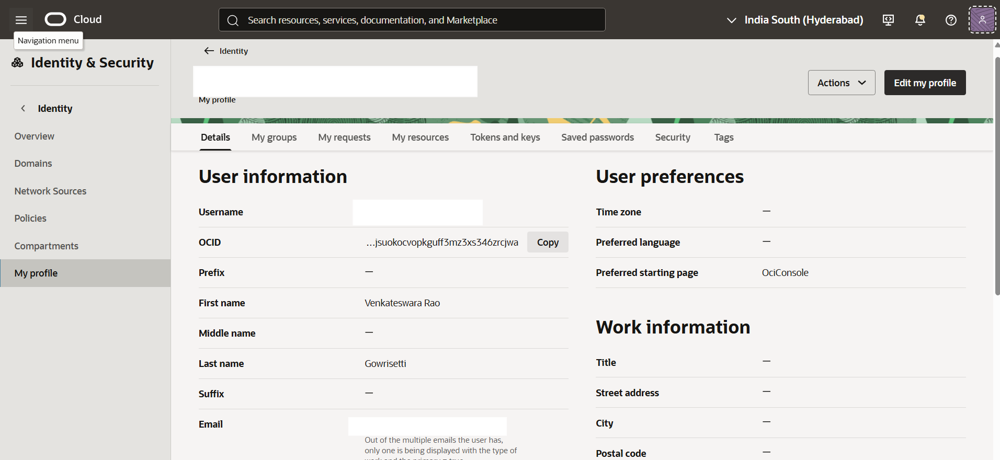 Cloud
Search resources, services, documentation, and Marketplace
India South (Hyderabad)
Navigation menu
Identity & Security
Identity
Overview
Domains
Network Sources
Policies
Compartments
My profile
Identity
My profile
Actions
Edit my profile
Details My groups My requests My resources Tokens and keys Saved passwords Security Tags
User information
Username
OCID ...jsuokocvopkguff3mz3xs346zrcjwa Copy
Prefix —
First name Venkateswara Rao
Middle name —
Last name Gowrisetti
Suffix —
Email
Out of the multiple emails the user has,
only one is being displayed with the type of
User preferences
Time zone —
Preferred language —
Preferred starting page OciConsole
Work information
Title —
Street address —
City —
Postal code —